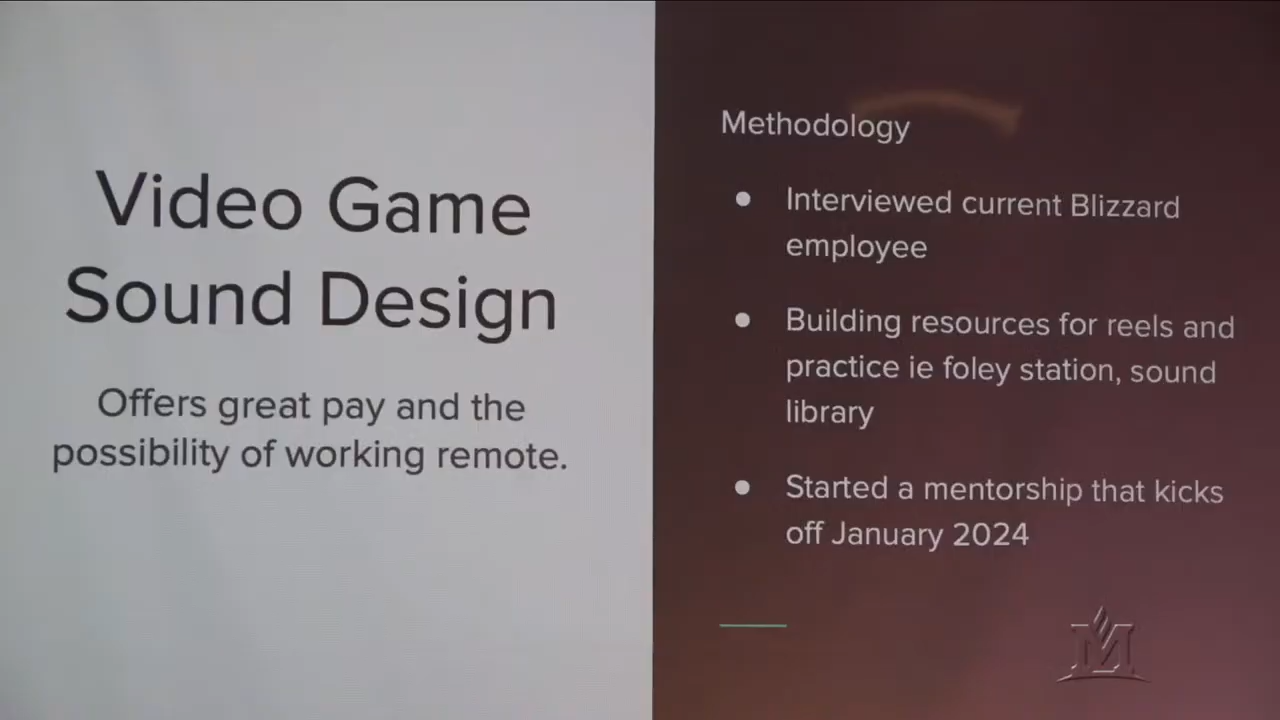 Video Game
Sound Design
Offers great pay and the
possibility of working remote.
Methodology
● Interviewed current Blizzard
employee
● Building resources for reels and
practice ie foley station, sound
library
● Started a mentorship that kicks
off January 2024
M